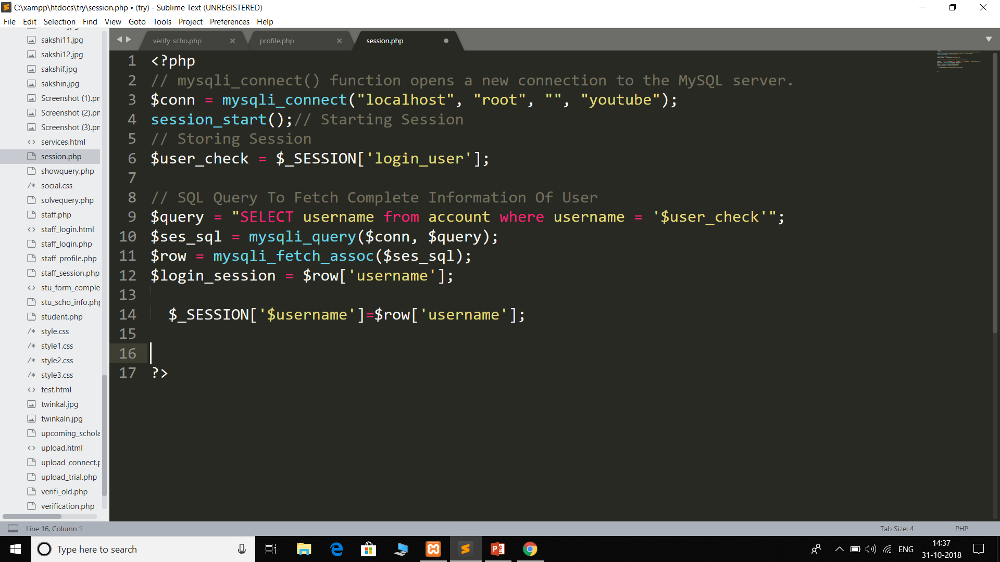 C:\xampp\htdocs\try\session.php • (try) - Sublime Text (UNREGISTERED)
File Edit Selection Find View Goto Tools Project Preferences Help
sakshi11.jpg
sakshi12.jpg
sakshif.jpg
sakshin.jpg
Screenshot (1).pn
Screenshot (2).pn
Screenshot (3).pn
services.html
session.php
showquery.php
social.css
solvequery.php
staff.php
staff_login.html
staff_login.php
staff_profile.php
staff_session.php
stu_form_comple
stu_scho_info.php
student.php
style.css
style1.css
style2.css
style3.css
test.html
twinkal.jpg
twinkaln.jpg
upcoming_schola
upload.html
upload_connect.p
upload_trial.php
verifi_old.php
verification.php
verify_scho.php profile.php session.php
1 <?php
2 // mysqli_connect() function opens a new connection to the MySQL server.
3 $conn = mysqli_connect("localhost", "root", "", "youtube");
4 session_start();// Starting Session
5 // Storing Session
6 $user_check = $_SESSION['login_user'];
7
8 // SQL Query To Fetch Complete Information Of User
9 $query = "SELECT username from account where username = '$user_check'";
10 $ses_sql = mysqli_query($conn, $query);
11 $row = mysqli_fetch_assoc($ses_sql);
12 $login_session = $row['username'];
13
14 $_SESSION['$username']=$row['username'];
15
16
17 ?>
Line 16, Column 1 Tab Size: 4 PHP
Type here to search
ENG
14:37
31-10-2018